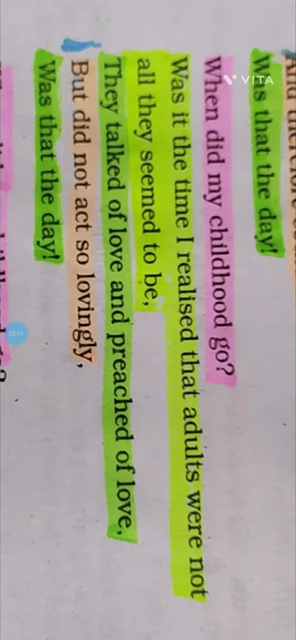 Was that the day!
When did my childhood go?
Was it the time I realised that adults were not
all they seemed to be,
They talked of love and preached of love,
But did not act so lovingly,
Was that the day!
VITA